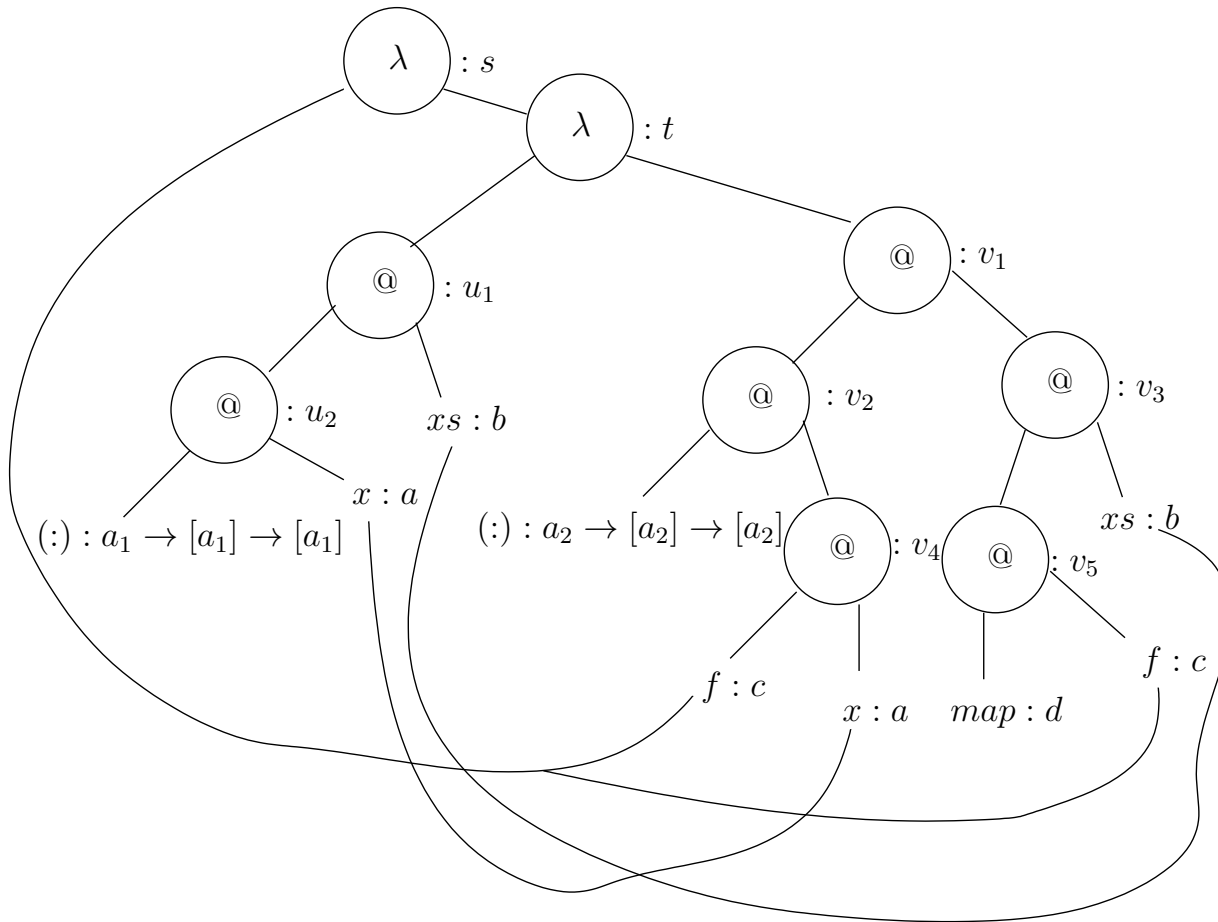 λ : s
λ : t
@ : v₁
@ : u₁
@ : v₃
@ : v₂
@ : u₂
xs : b
x : a
xs : b
(:) : a₁ → [a₁] → [a₁]
(:) : a₂ → [a₂] → [a₂]
@ : v₄
@ : v₅
f : c
f : c
x : a
map : d